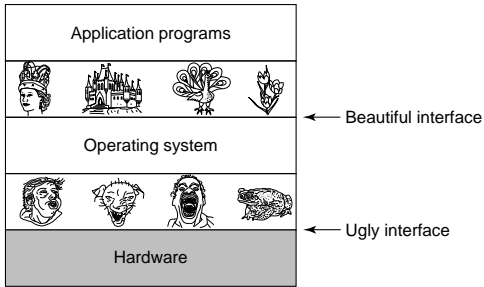 Application programs
Beautiful interface
Operating system
Ugly interface
Hardware